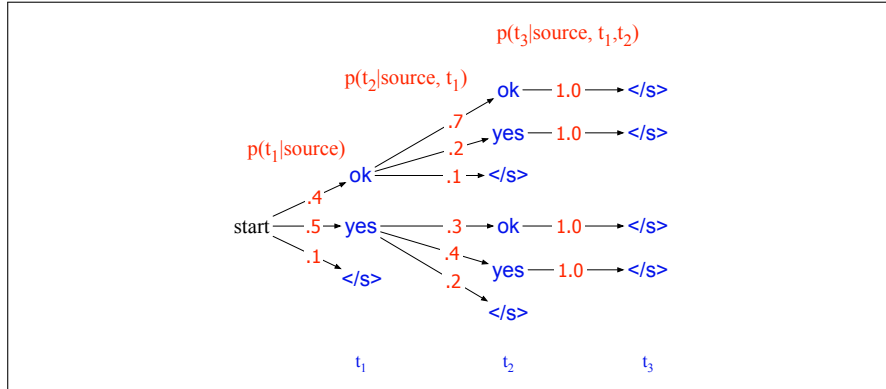 p(t3|source, t1,t2)
p(t2|source, t1)
ok 1.0 </s>
.7
yes 1.0 </s>
p(t1|source)
.2
ok .1 </s>
.4
start .5 yes .3 ok 1.0 </s>
.1 .4
</s> yes 1.0 </s>
.2
</s>
t1 t2 t3